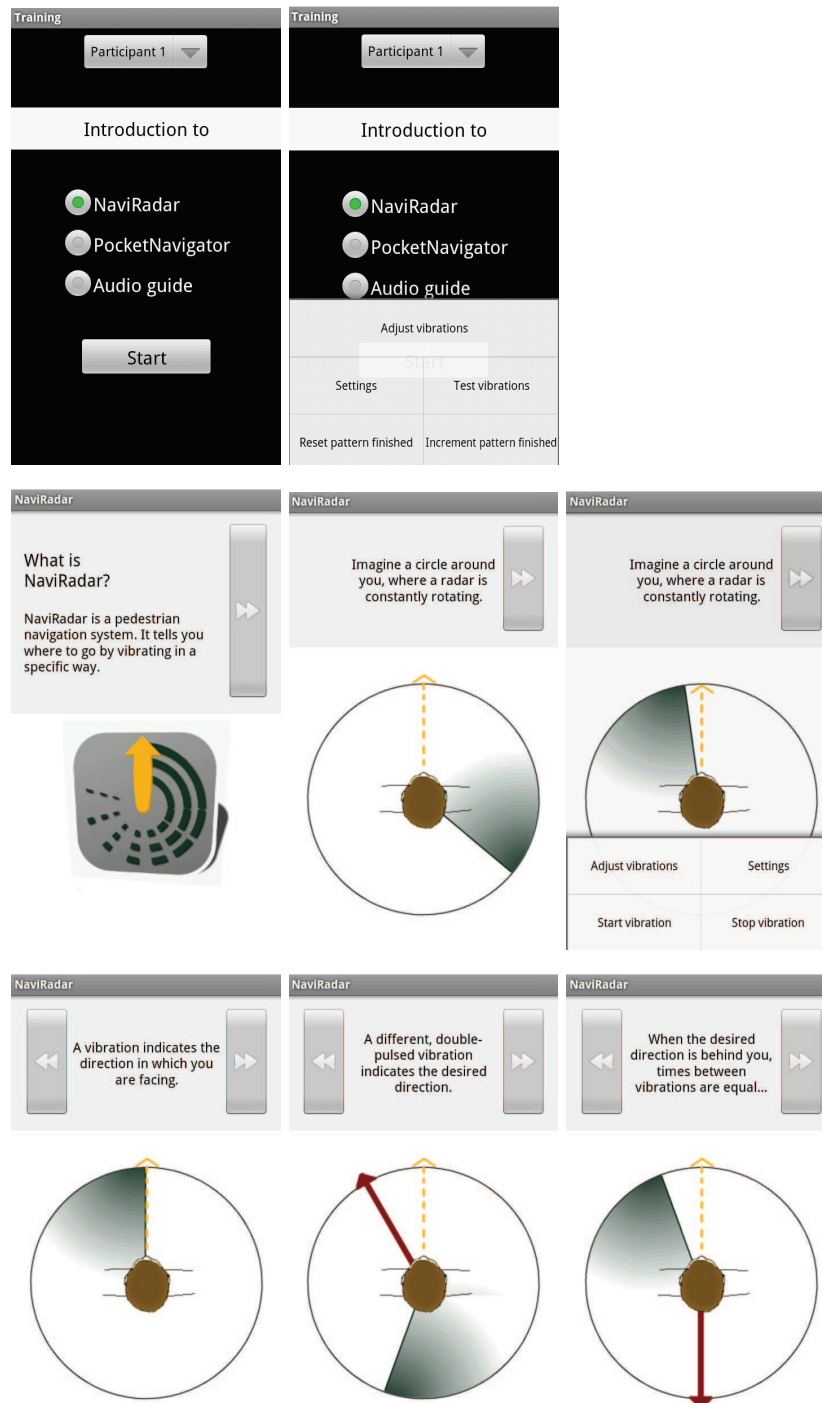 Training
Participant 1
Introduction to
NaviRadar
PocketNavigator
Audio guide
Start
Training
Participant 1
Introduction to
NaviRadar
PocketNavigator
Audio guide
Adjust vibrations
Start
Settings
Test vibrations
Reset pattern finished
Increment pattern finished
NaviRadar
What is
NaviRadar?
NaviRadar is a pedestrian
navigation system. It tells you
where to go by vibrating in a
specific way.
NaviRadar
Imagine a circle around
you, where a radar is
constantly rotating.
NaviRadar
Imagine a circle around
you, where a radar is
constantly rotating.
Adjust vibrations
Settings
Start vibration
Stop vibration
NaviRadar
A vibration indicates the
direction in which you
are facing.
NaviRadar
A different, double-
pulsed vibration
indicates the desired
direction.
NaviRadar
When the desired
direction is behind you,
times between
vibrations are equal...